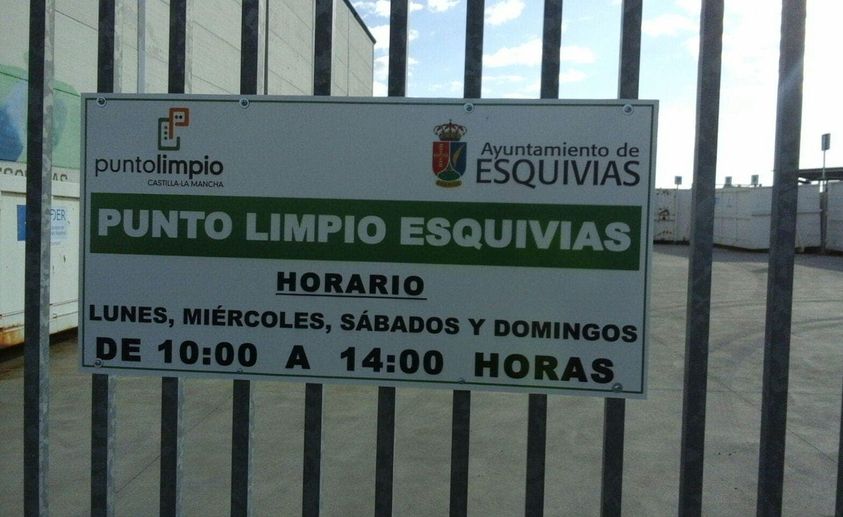 puntolimpio
CASTILLA-LA MANCHA
Ayuntamiento de
ESQUIVIAS
PUNTO LIMPIO ESQUIVIAS
HORARIO
LUNES, MIÉRCOLES, SÁBADOS Y DOMINGOS
DE 10:00 A 14:00 HORAS